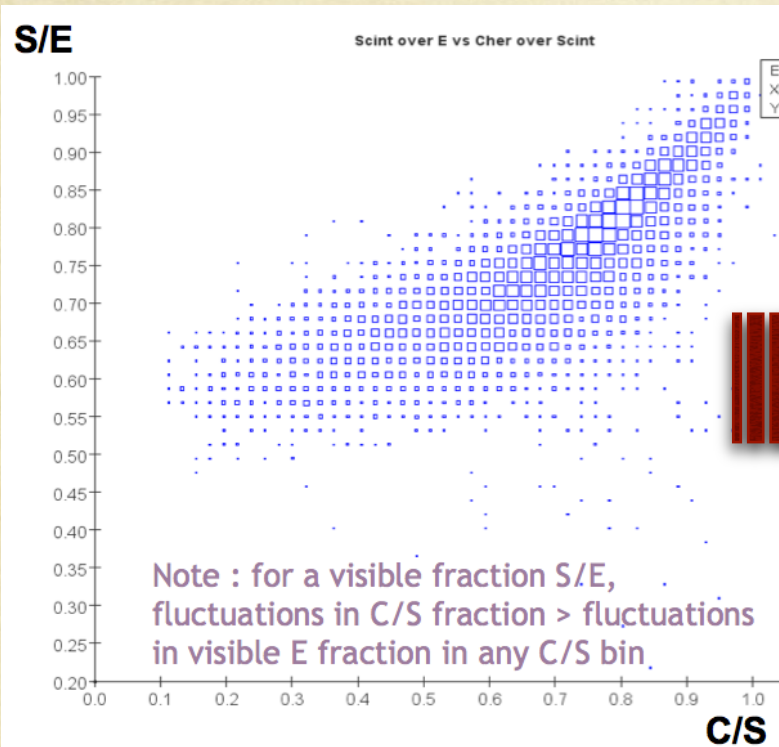 S/E
Scint over E vs Cher over Scint
E
X
Y
1.00
0.95
0.90
0.85
0.80
0.75
0.70
0.65
0.60
0.55
0.50
0.45
0.40
0.35
0.30
0.25
0.20
Note : for a visible fraction S/E,
fluctuations in C/S fraction > fluctuations
in visible E fraction in any C/S bin
0.0 0.1 0.2 0.3 0.4 0.5 0.6 0.7 0.8 0.9 1.0
C/S